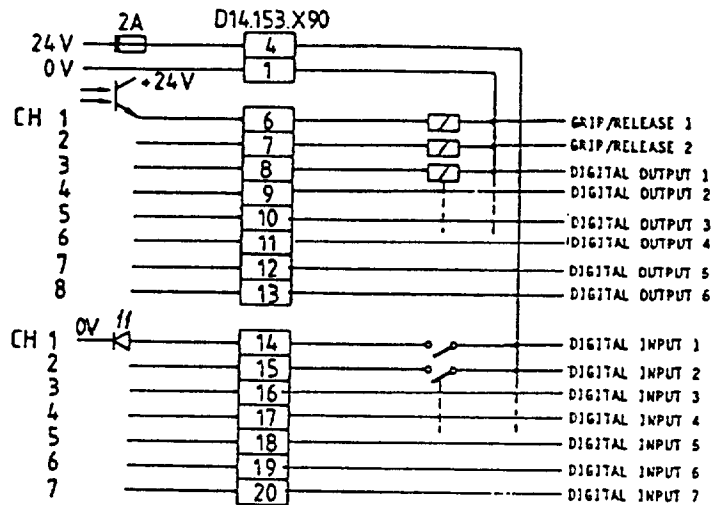 2A D14.153.X90
24V 4
0V 1
+24V
CH 1 6 GRIP/RELEASE 1
2 7 GRIP/RELEASE 2
3 8 DIGITAL OUTPUT 1
4 9 DIGITAL OUTPUT 2
5 10 DIGITAL OUTPUT 3
6 11 DIGITAL OUTPUT 4
7 12 DIGITAL OUTPUT 5
8 13 DIGITAL OUTPUT 6
CH 1 0V 14 DIGITAL INPUT 1
2 15 DIGITAL INPUT 2
3 16 DIGITAL INPUT 3
4 17 DIGITAL INPUT 4
5 18 DIGITAL INPUT 5
6 19 DIGITAL INPUT 6
7 20 DIGITAL INPUT 7